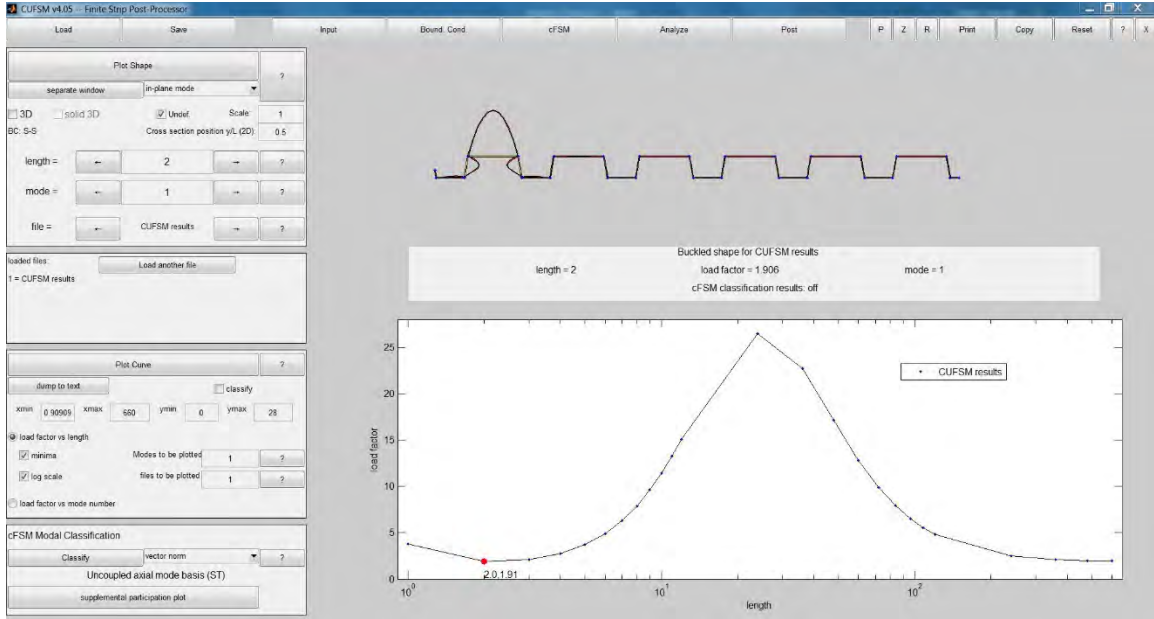 CUFSM v4.05 -- Finite Strip Post-Processor
Load Save Input Bound. Cond. cFSM Analyze Post P Z R Print Copy Reset ? X
Plot Shape ?
separate window in-plane mode
3D solid 3D Undef. Scale: 1
BC: S-S Cross section position y/L (2D): 0.5
length = ← 2 → ?
mode = ← 1 → ?
file = ← CUFSM results → ?
loaded files: Load another file
1 = CUFSM results
Buckled shape for CUFSM results
length = 2 load factor = 1.906 mode = 1
cFSM classification results: off
Plot Curve ?
dump to text classify
xmin 0.90909 xmax 660 ymin 0 ymax 28
load factor vs length
minima Modes to be plotted 1 ?
log scale files to be plotted 1 ?
load factor vs mode number
cFSM Modal Classification
Classify vector norm ?
Uncoupled axial mode basis (ST)
supplemental participation plot
25
20
15
10
5
0
load factor
CUFSM results
2.0,1.91
10^0 10^1 10^2
length